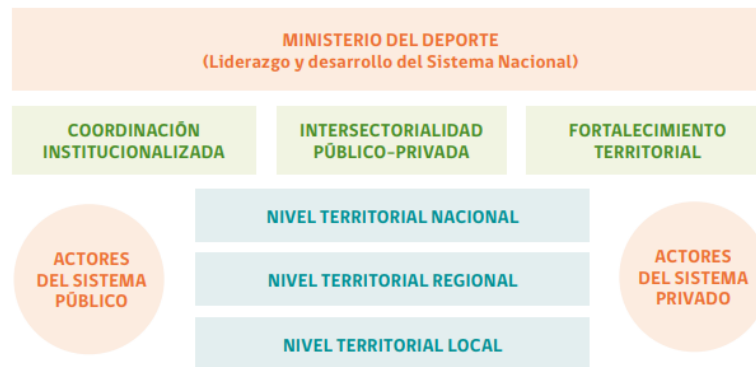 MINISTERIO DEL DEPORTE
(Liderazgo y desarrollo del Sistema Nacional)
COORDINACIÓN
INSTITUCIONALIZADA
INTERSECTORIALIDAD
PÚBLICO-PRIVADA
FORTALECIMIENTO
TERRITORIAL
NIVEL TERRITORIAL NACIONAL
ACTORES
DEL SISTEMA
PÚBLICO
NIVEL TERRITORIAL REGIONAL
ACTORES
DEL SISTEMA
PRIVADO
NIVEL TERRITORIAL LOCAL